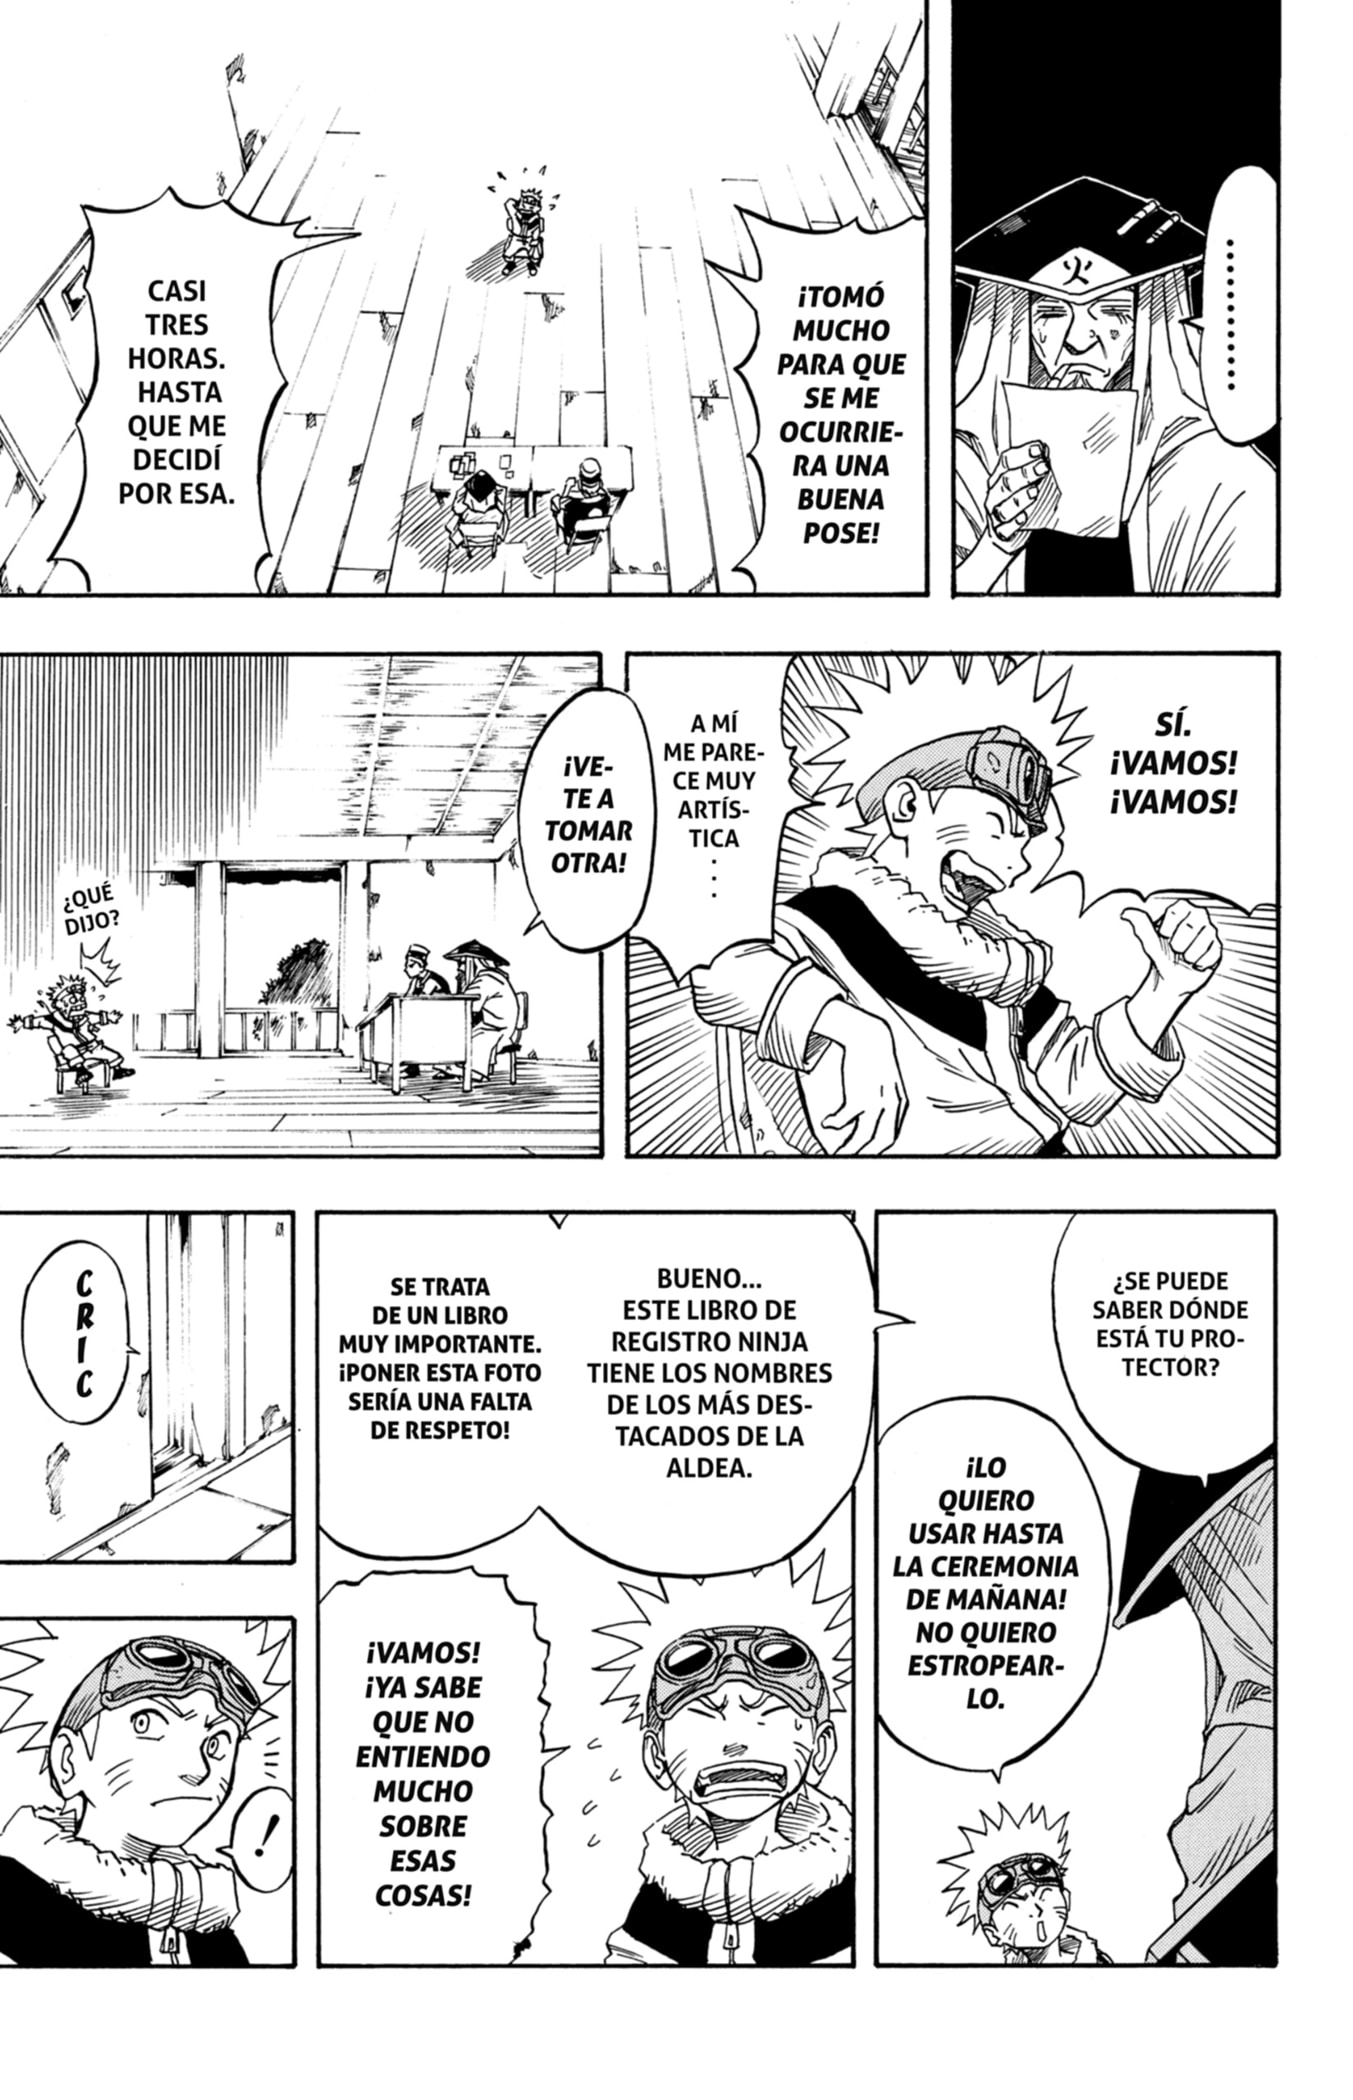 ..........
火
¡TOMÓ
MUCHO
PARA QUE
SE ME
OCURRIE-
RA UNA
BUENA
POSE!
CASI
TRES
HORAS.
HASTA
QUE ME
DECIDÍ
POR ESA.
SÍ.
¡VAMOS!
¡VAMOS!
A MÍ
ME PARE-
CE MUY
ARTÍS-
TICA
...
¡VE-
TE A
TOMAR
OTRA!
¿QUÉ
DIJO?
¿SE PUEDE
SABER DÓNDE
ESTÁ TU PRO-
TECTOR?
¡LO
QUIERO
USAR HASTA
LA CEREMONIA
DE MAÑANA!
NO QUIERO
ESTROPEAR-
LO.
BUENO...
ESTE LIBRO DE
REGISTRO NINJA
TIENE LOS NOMBRES
DE LOS MÁS DES-
TACADOS DE LA
ALDEA.
SE TRATA
DE UN LIBRO
MUY IMPORTANTE.
¡PONER ESTA FOTO
SERÍA UNA FALTA
DE RESPETO!
¡VAMOS!
¡YA SABE
QUE NO
ENTIENDO
MUCHO
SOBRE
ESAS
COSAS!
CRIC
!